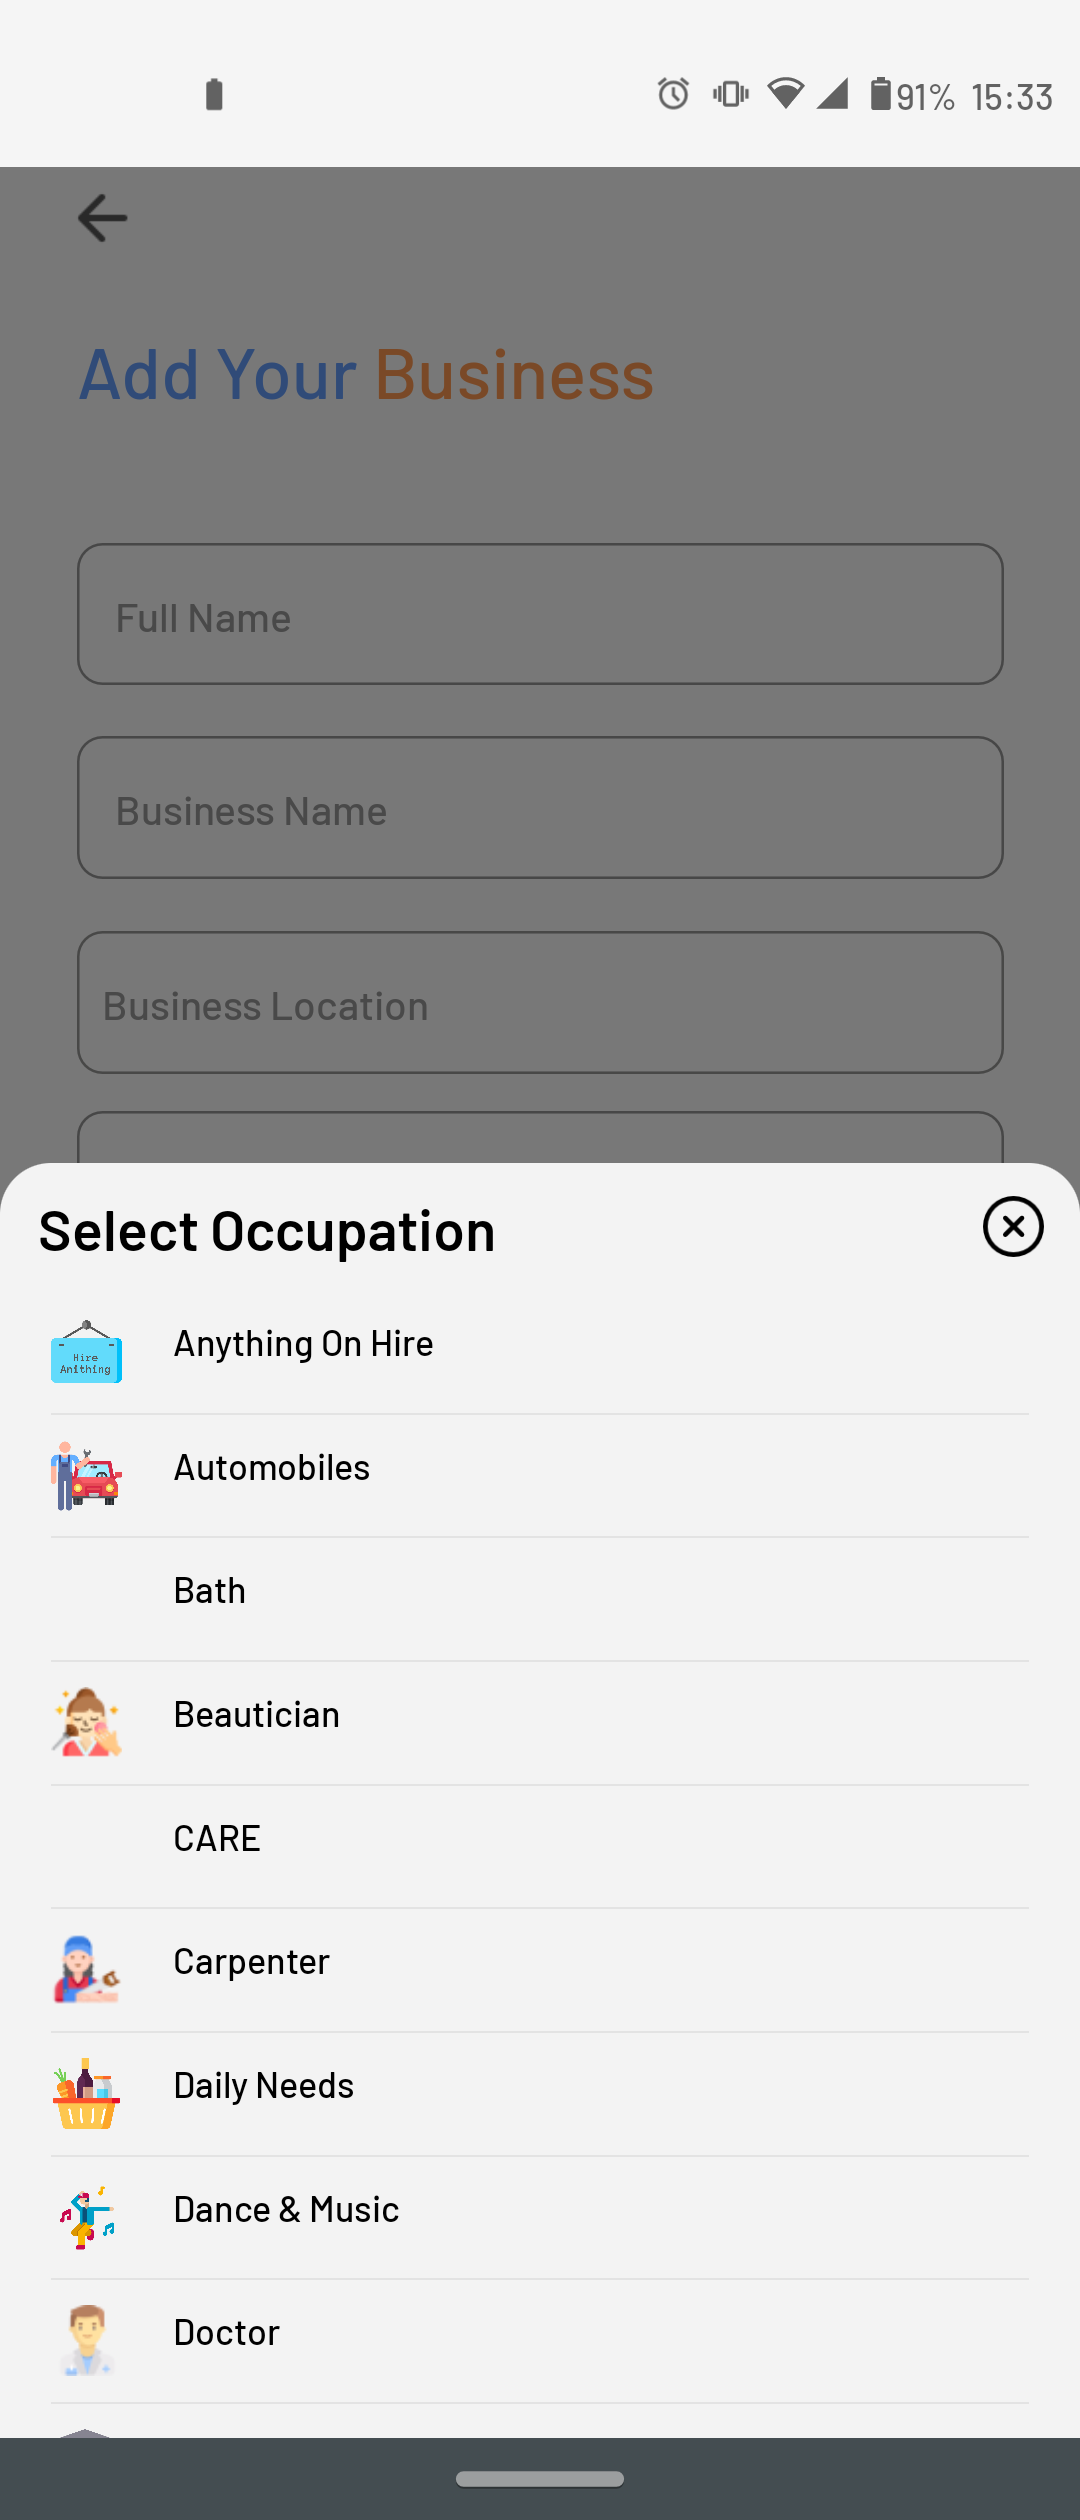 91% 15:33
Add Your Business
Full Name
Business Name
Business Location
Select Occupation
Hire
Anithing
Anything On Hire
Automobiles
Bath
Beautician
CARE
Carpenter
Daily Needs
Dance & Music
Doctor